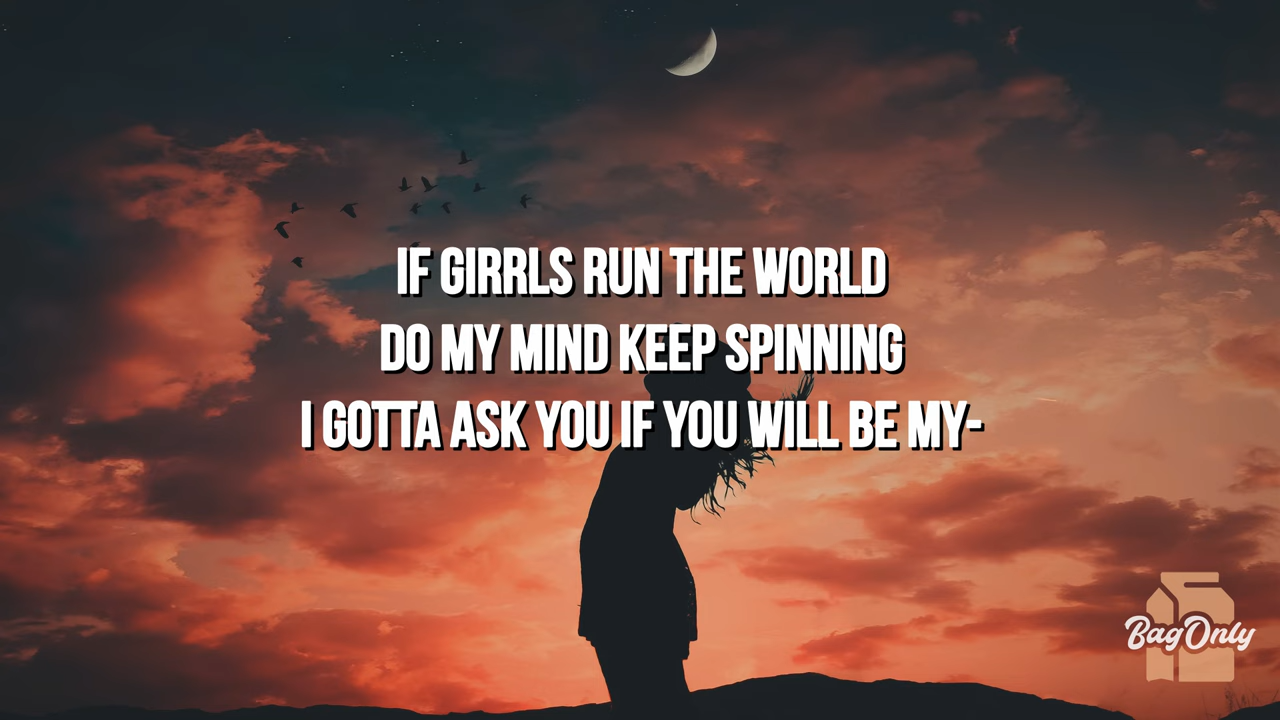 IF GIRRLS RUN THE WORLD
DO MY MIND KEEP SPINNING
I GOTTA ASK YOU IF YOU WILL BE MY-
BagOnly